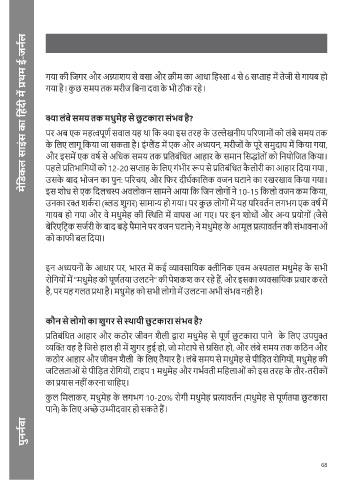 मेडिकल साइंस का हिंदी में प्रथम ई-जर्नल
गया की जिगर और अग्न्याशय से वसा और क्रीम का आधा हिस्सा 4 से 6 सप्ताह में तेजी से गायब हो
गया है। कुछ समय तक मरीज बिना दवा के भी ठीक रहे।
क्या लंबे समय तक मधुमेह से छुटकारा संभव है?
पर अब एक महत्वपूर्ण सवाल यह था कि क्या इस तरह के उल्लेखनीय परिणामों को लंबे समय तक
के लिए लागू किया जा सकता है। इंग्लैंड में एक और अध्ययन, मरीजों के पूरे समुदाय में किया गया,
और इसमें एक वर्ष से अधिक समय तक प्रतिबंधित आहार के समान सिद्धांतों को नियोजित किया।
पहले प्रतिभागियों को 12-20 सप्ताह के लिए गंभीर रूप से प्रतिबंधित कैलोरी का आहार दिया गया ,
उसके बाद भोजन का पुन: परिचय, और फिर दीर्घकालिक वजन घटाने का रखरखाव किया गया।
इस शोध से एक दिलचस्प अवलोकन सामने आया कि जिन लोगों ने 10-15 किलो वजन कम किया,
उनका रक्त शर्करा (ब्लड शुगर) सामान्य हो गया। पर कुछ लोगों में यह परिवर्तन लगभग एक वर्ष में
गायब हो गया और वे मधुमेह की स्थिति में वापस आ गए। पर इन शोधों और अन्य प्रयोगों (जैसे
बेरिएट्रिक सर्जरी के बाद बड़े पैमाने पर वजन घटाने) ने मधुमेह के आमूल प्रत्यावर्तन की संभावनाओं
को काफी बल दिया।
इन अध्ययनों के आधार पर, भारत में कई व्यावसायिक क्लीनिक एवम अस्पताल मधुमेह के सभी
रोगियों में "मधुमेह को पूर्णतया उलटने" की पेशकश कर रहे हैं, और इसका व्यवसायिक प्रचार करते
है, पर यह गलत प्रथा है। मधुमेह को सभी लोगो में उलटना अभी संभव नही है।
कौन से लोगो का शुगर से स्थायी छुटकारा संभव है?
प्रतिबंधित आहार और कठोर जीवन शैली द्वारा मधुमेह से पूर्ण छुटकारा पाने के लिए उपयुक्त
व्यक्ति वह है जिसे हाल ही में शुगर हुई हो, जो मोटापे से ग्रसित हो, और लंबे समय तक कठिन और
कठोर आहार और जीवन शैली के लिए तैयार है। लंबे समय से मधुमेह से पीड़ित रोगियों, मधुमेह की
जटिलताओं से पीड़ित रोगियों, टाइप 1 मधुमेह और गर्भवती महिलाओं को इस तरह के तौर-तरीकों
का प्रयास नहीं करना चाहिए।
कुल मिलाकर, मधुमेह के लगभग 10-20% रोगी मधुमेह प्रत्यावर्तन (मधुमेह से पूर्णतया छुटकारा
पाने) के लिए अच्छे उम्मीदवार हो सकते हैं।
पुनर्नवा
68